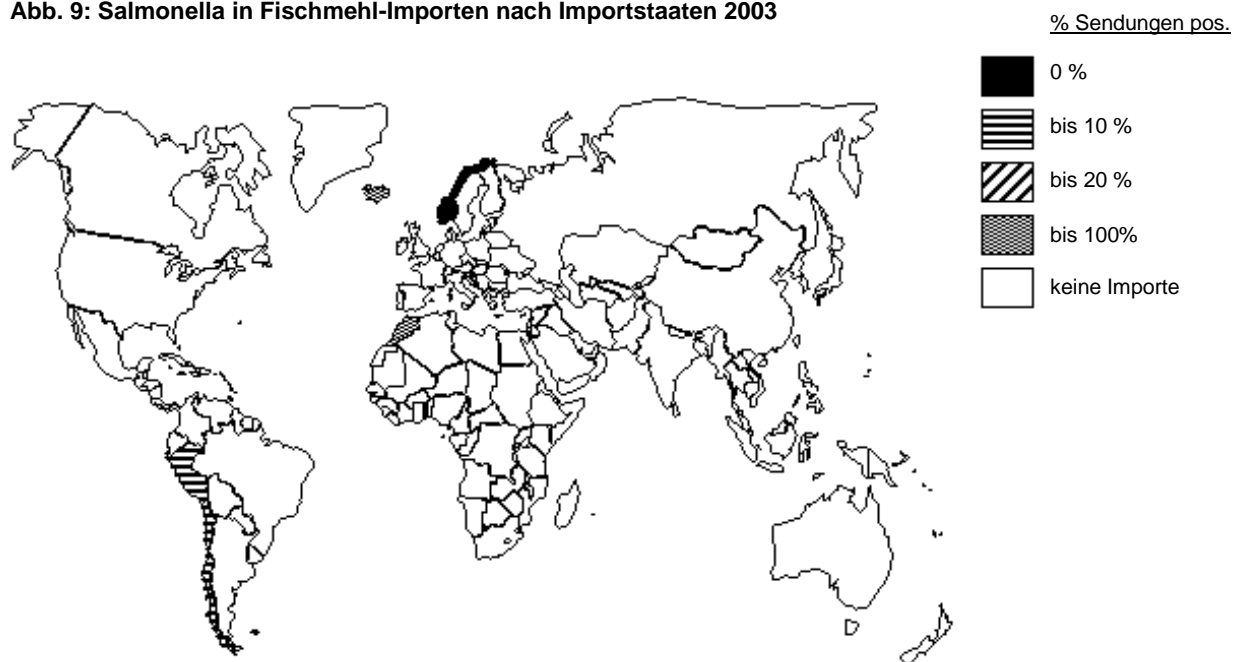 Abb. 9: Salmonella in Fischmehl-Importen nach Importstaaten 2003
% Sendungen pos.
0 %
bis 10 %
bis 20 %
bis 100%
keine Importe